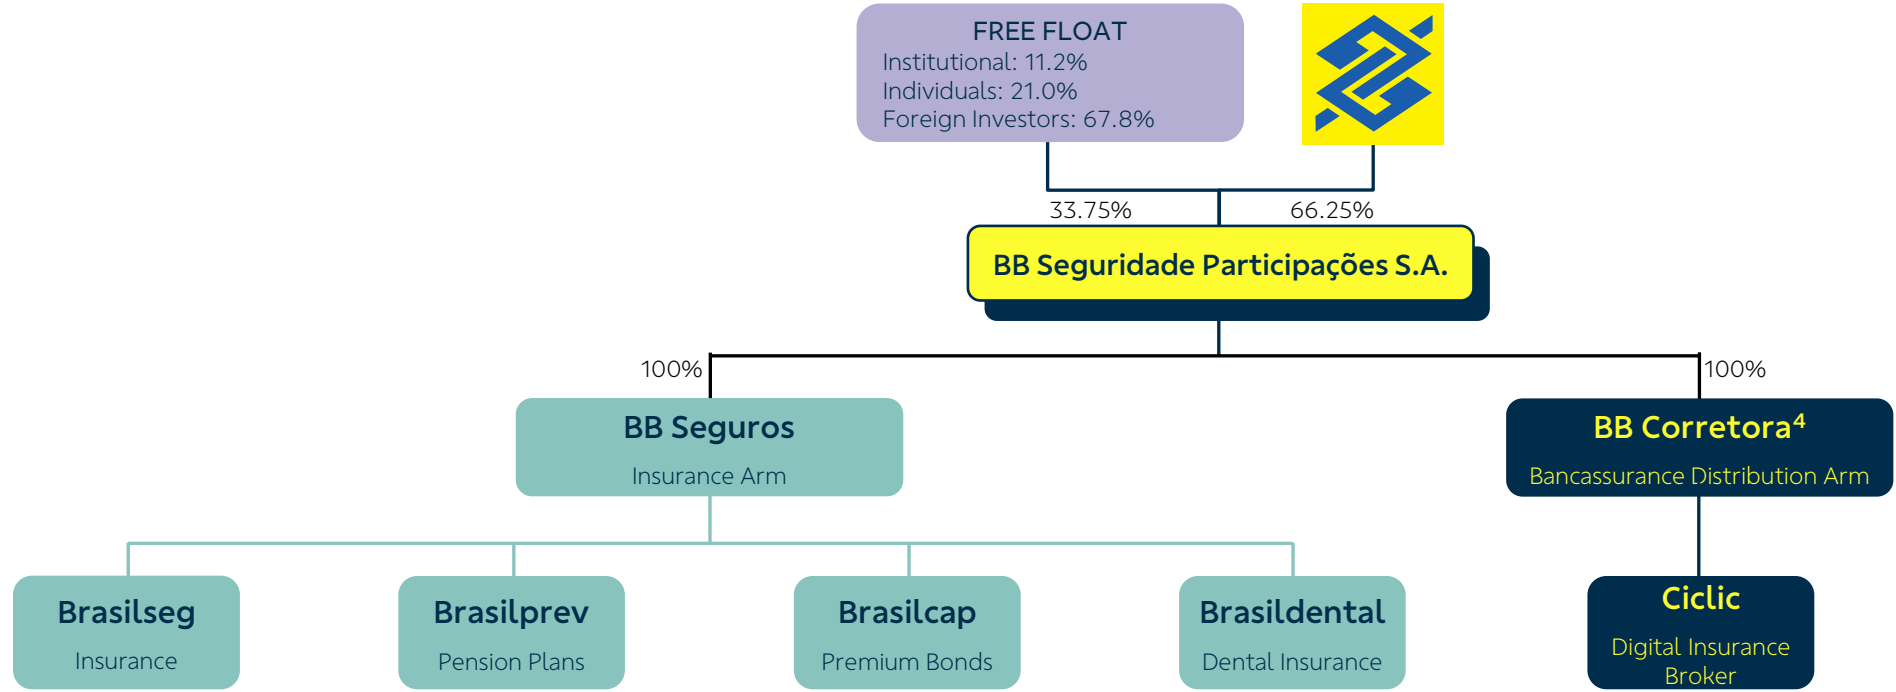 FREE FLOAT
Institutional: 11.2%
Individuals: 21.0%
Foreign Investors: 67.8%
33.75%
66.25%
BB Seguridade Participações S.A.
100%
100%
BB Seguros
Insurance Arm
BB Corretora⁴
Bancassurance Distribution Arm
Brasilseg
Insurance
Brasilprev
Pension Plans
Brasilcap
Premium Bonds
Brasildental
Dental Insurance
Ciclic
Digital Insurance
Broker